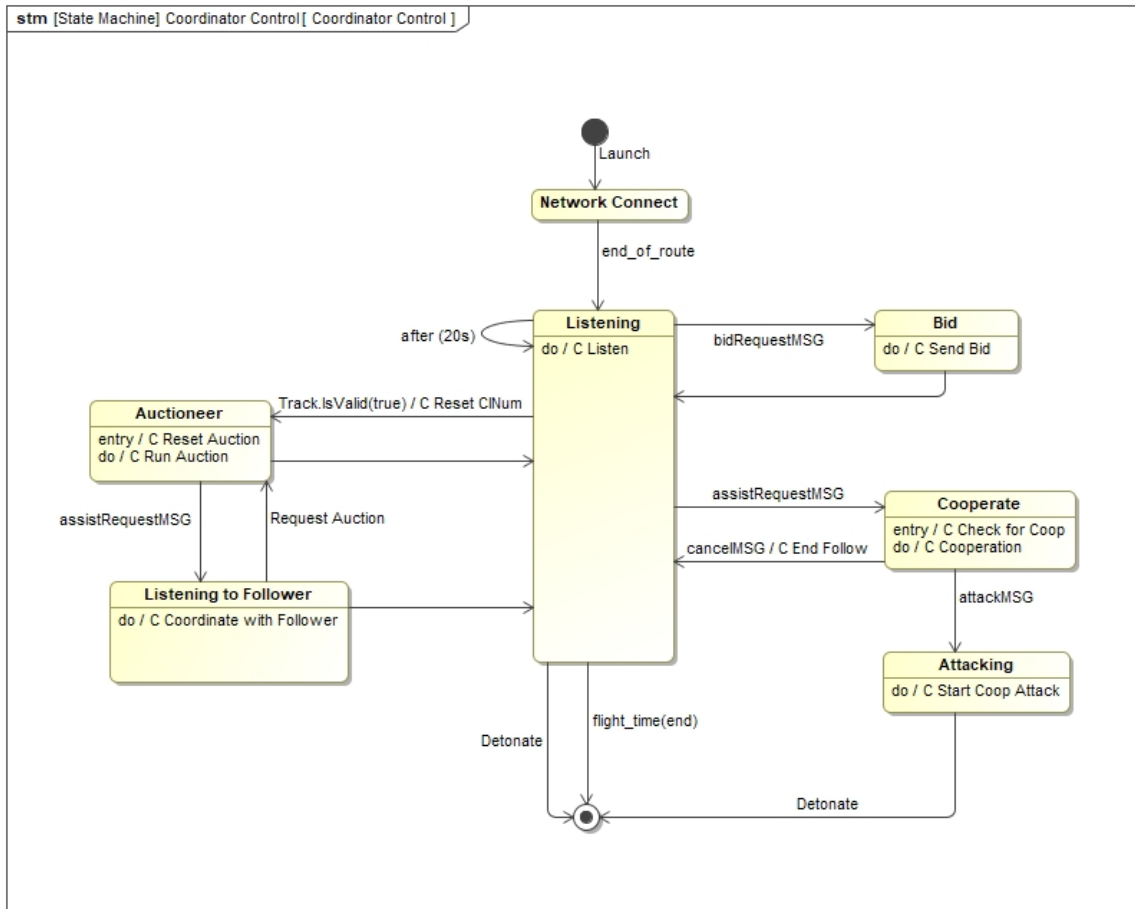 stm [State Machine] Coordinator Control[ Coordinator Control ]
Launch
Network Connect
end_of_route
Listening
do / C Listen
after (20s)
bidRequestMSG
Bid
do / C Send Bid
Track.IsValid(true) / C Reset ClNum
Auctioneer
entry / C Reset Auction
do / C Run Auction
assistRequestMSG
Request Auction
assistRequestMSG
Cooperate
entry / C Check for Coop
do / C Cooperation
cancelMSG / C End Follow
Listening to Follower
do / C Coordinate with Follower
attackMSG
Attacking
do / C Start Coop Attack
flight_time(end)
Detonate
Detonate